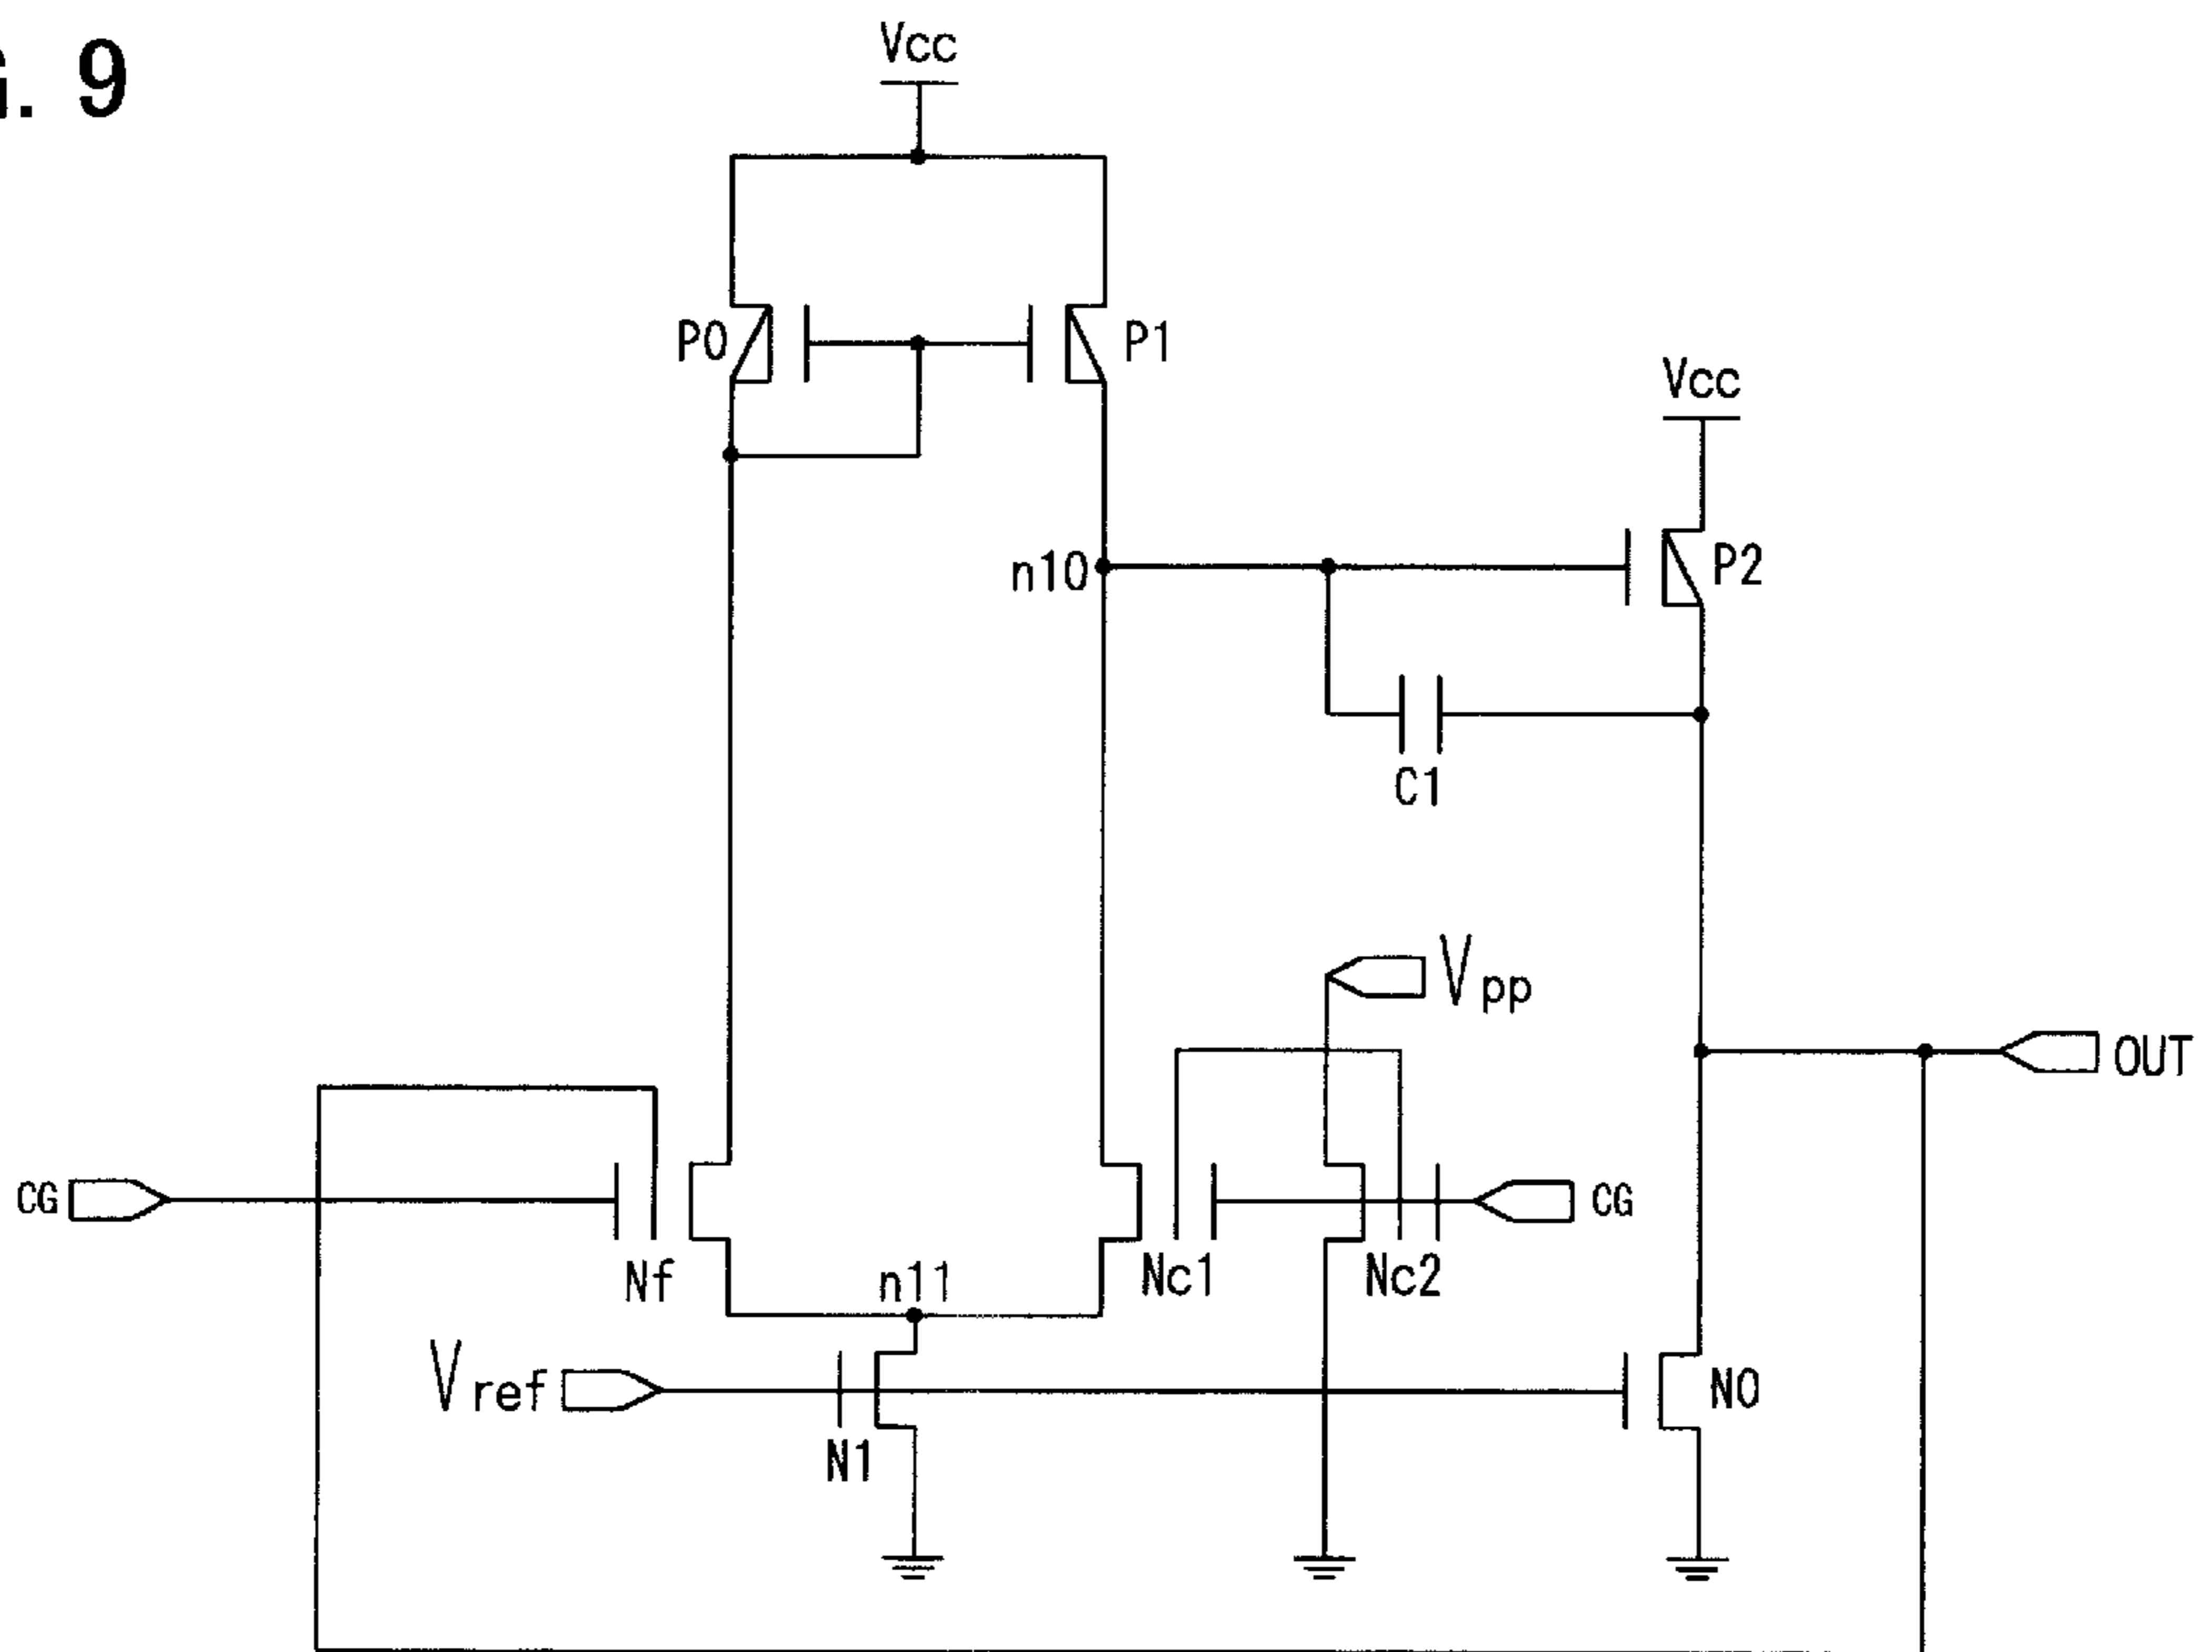 G. 9
Vcc
P0
P1
Vcc
n10
P2
C1
Vpp
OUT
CG
CG
Nf
n11
Nc1
Nc2
Vref
N0
N1